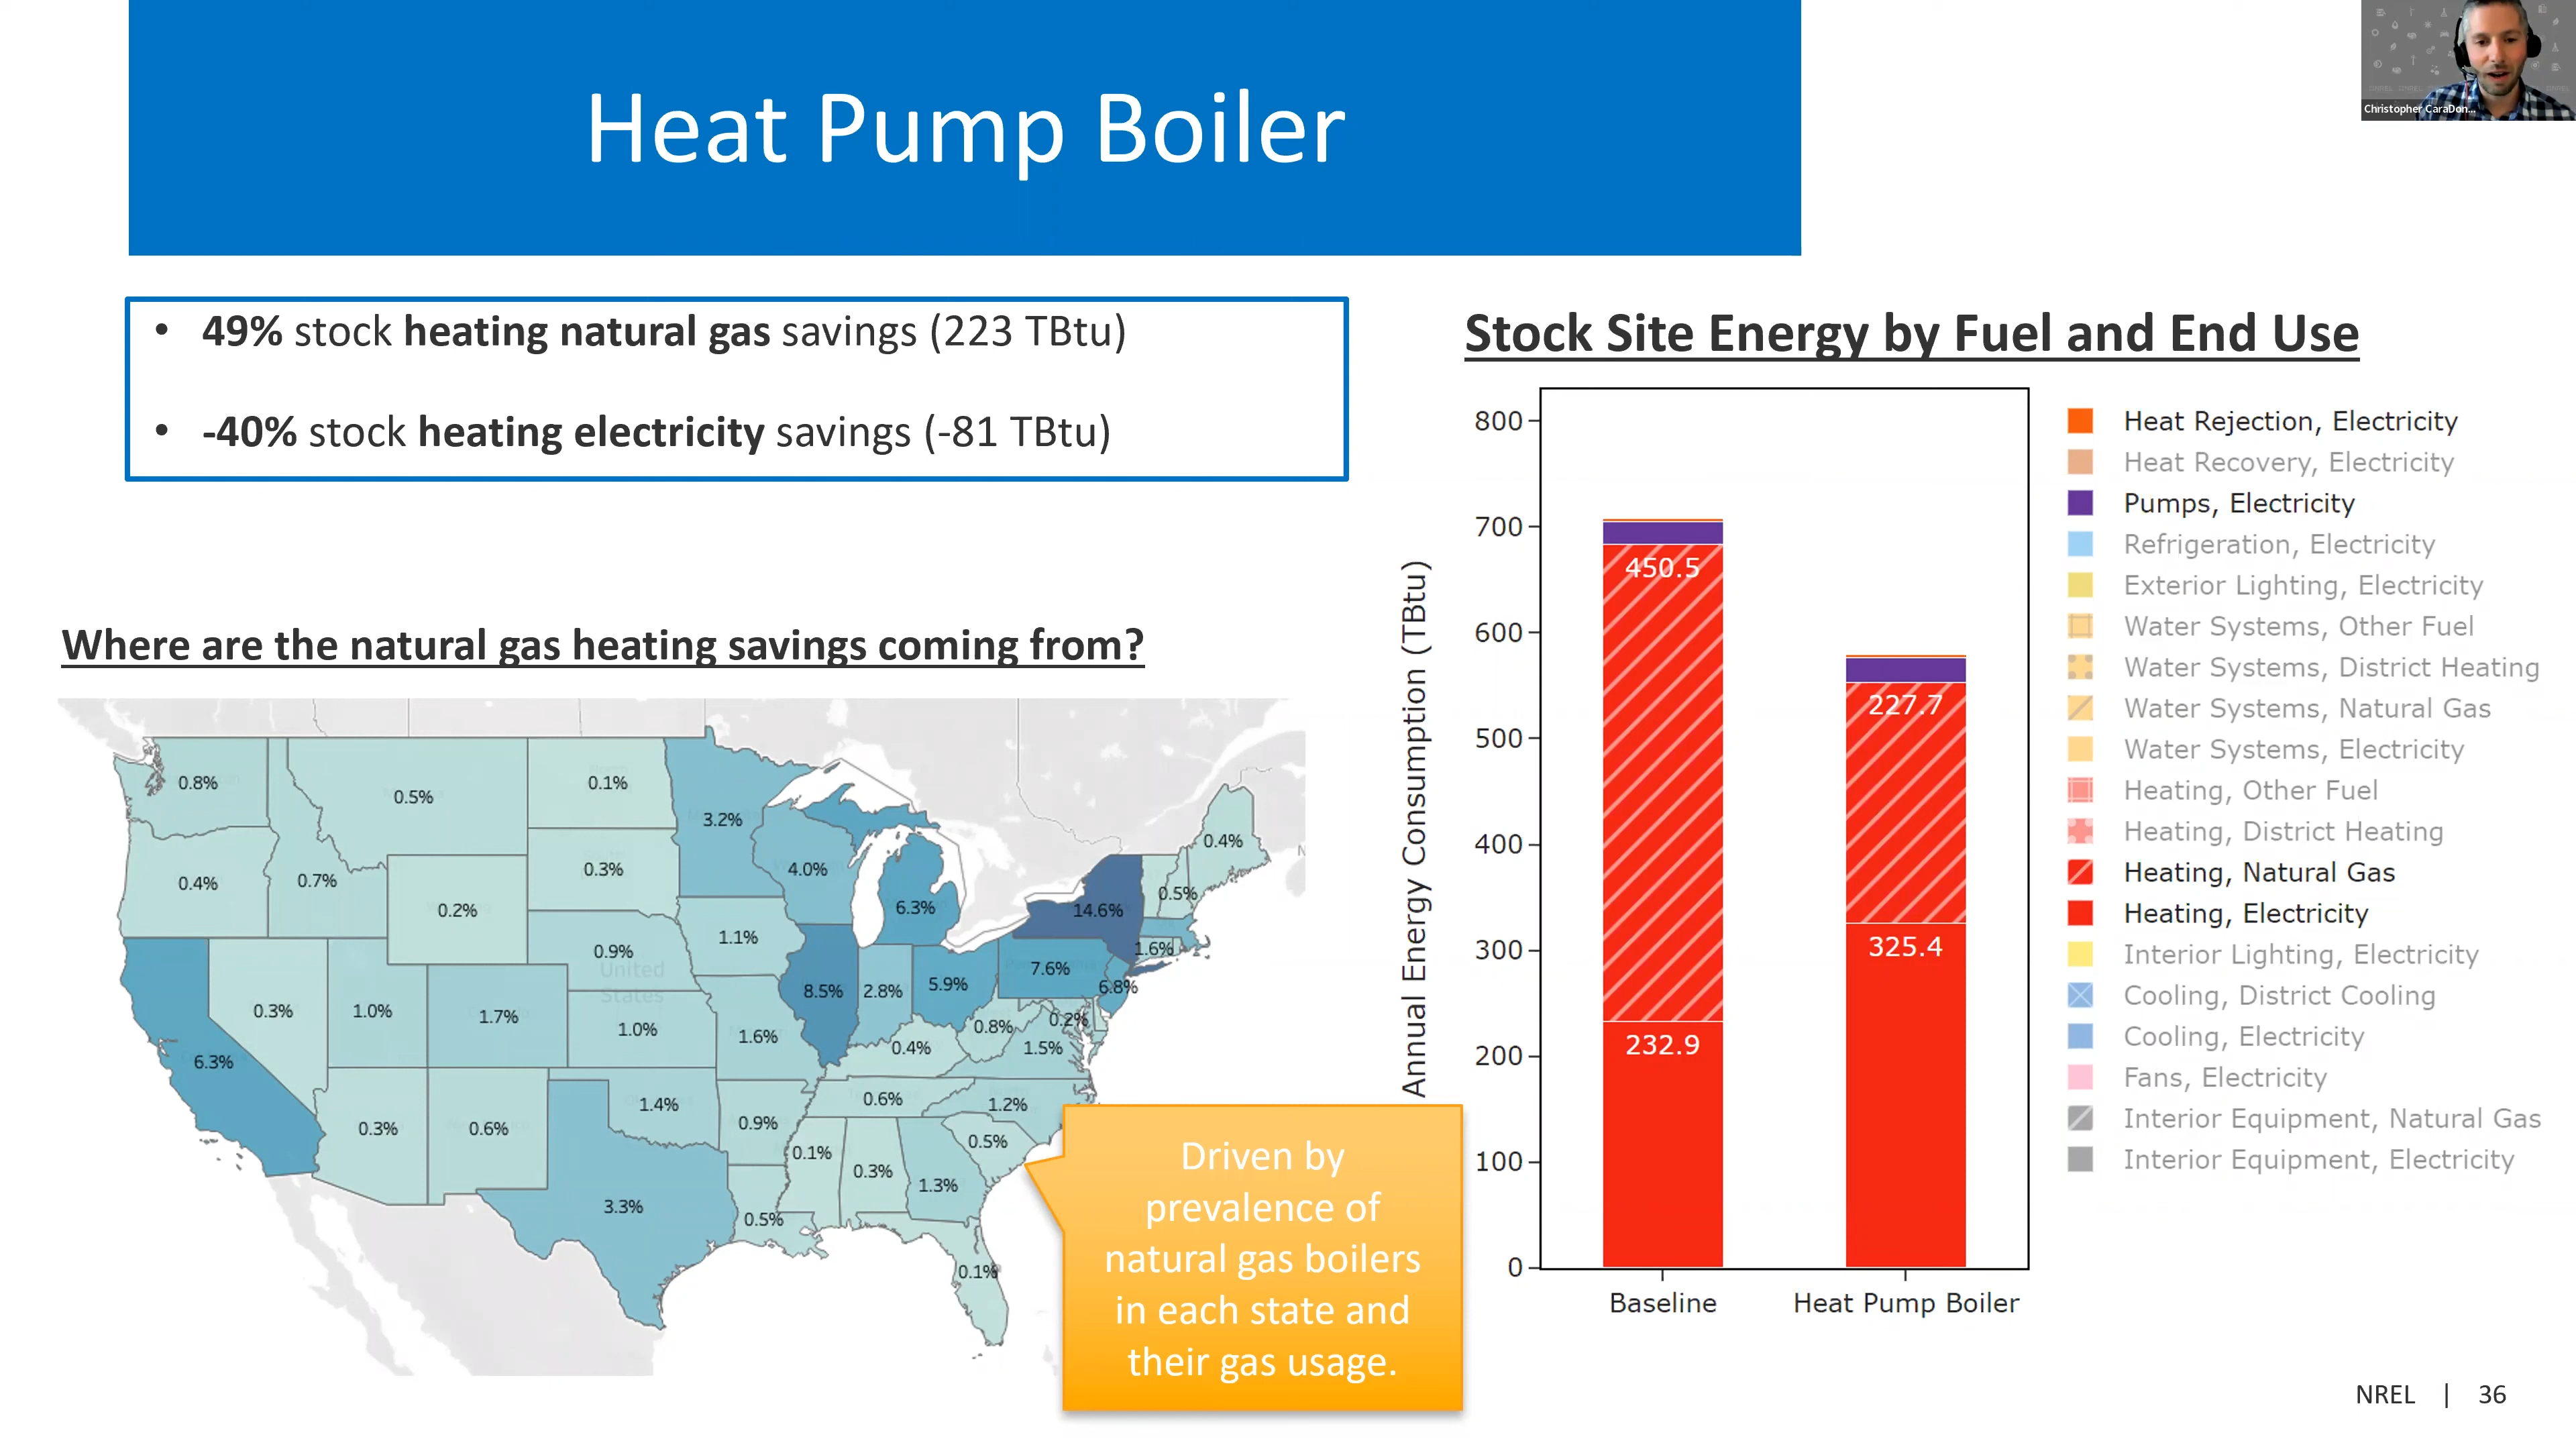 Heat Pump Boiler
Christopher CaraDon...
• 49% stock heating natural gas savings (223 TBtu)
• -40% stock heating electricity savings (-81 TBtu)
Where are the natural gas heating savings coming from?
0.8%
0.5%
0.1%
3.2%
0.4%
0.4%
0.7%
0.2%
0.3%
4.0%
6.3%
14.6%
0.5%
1.6%
0.9%
1.1%
United
States
6.3%
0.3%
1.0%
1.7%
1.0%
1.6%
8.5%
2.8%
5.9%
7.6%
6.8%
0.8%
0.2%
0.4%
1.5%
0.3%
0.6%
1.4%
0.9%
0.6%
1.2%
0.1%
0.3%
1.3%
0.5%
3.3%
0.5%
0.1%
Driven by
prevalence of
natural gas boilers
in each state and
their gas usage.
Stock Site Energy by Fuel and End Use
Annual Energy Consumption (TBtu)
800
700
600
500
400
300
200
100
0
450.5
232.9
227.7
325.4
Baseline
Heat Pump Boiler
Heat Rejection, Electricity
Heat Recovery, Electricity
Pumps, Electricity
Refrigeration, Electricity
Exterior Lighting, Electricity
Water Systems, Other Fuel
Water Systems, District Heating
Water Systems, Natural Gas
Water Systems, Electricity
Heating, Other Fuel
Heating, District Heating
Heating, Natural Gas
Heating, Electricity
Interior Lighting, Electricity
Cooling, District Cooling
Cooling, Electricity
Fans, Electricity
Interior Equipment, Natural Gas
Interior Equipment, Electricity
NREL | 36